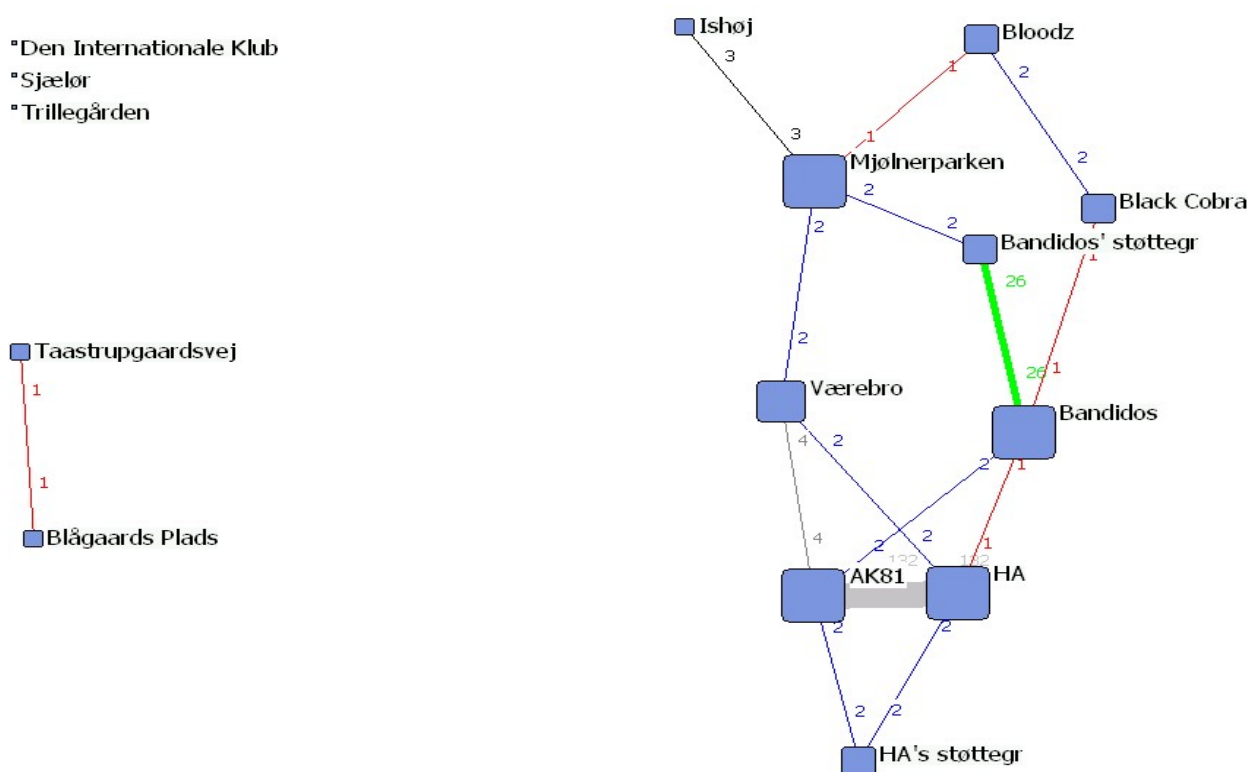 Ishøj
Bloodz
Den Internationale Klub
3
2
Sjælør
1
Trillegården
3
1
2
Mjølnerparken
2
Black Cobra
2
2
Bandidos' støttegr
1
26
2
Taastrupgaardsvej
26
1
1
Værebro
Bandidos
4
2
2
1
1
4
2
2
1
Blågaards Plads
132
132
AK81
HA
2
2
2
2
HA's støttegr